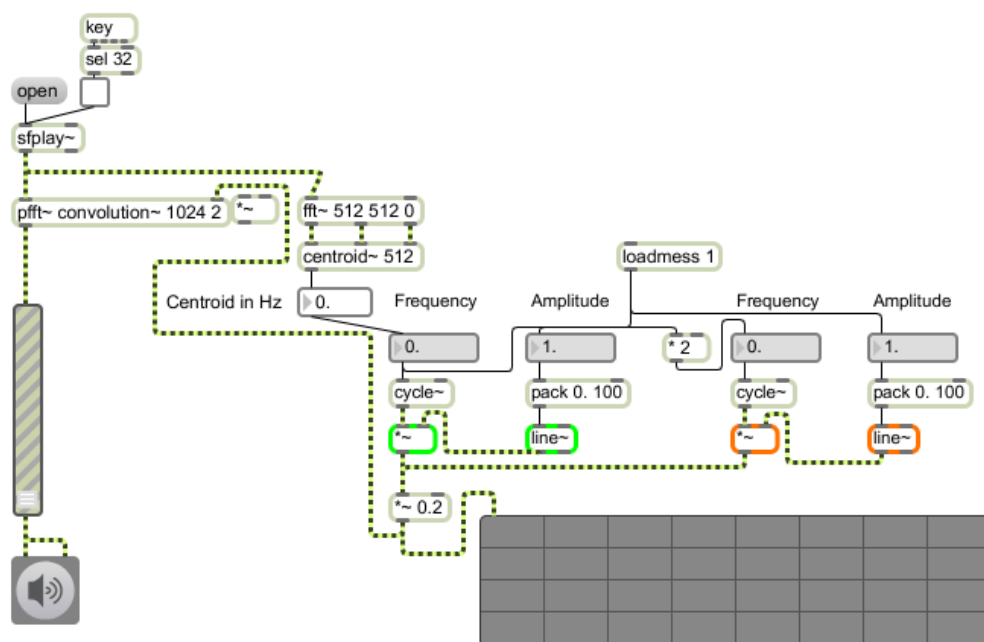 key
sel 32
open
sfplay~
pfft~ convolution~ 1024 2
*~
fft~ 512 512 0
centroid~ 512
loadmess 1
Centroid in Hz
0.
Frequency
Amplitude
Frequency
Amplitude
0.
1.
* 2
0.
1.
cycle~
pack 0. 100
cycle~
pack 0. 100
*~
line~
*~
line~
*~ 0.2